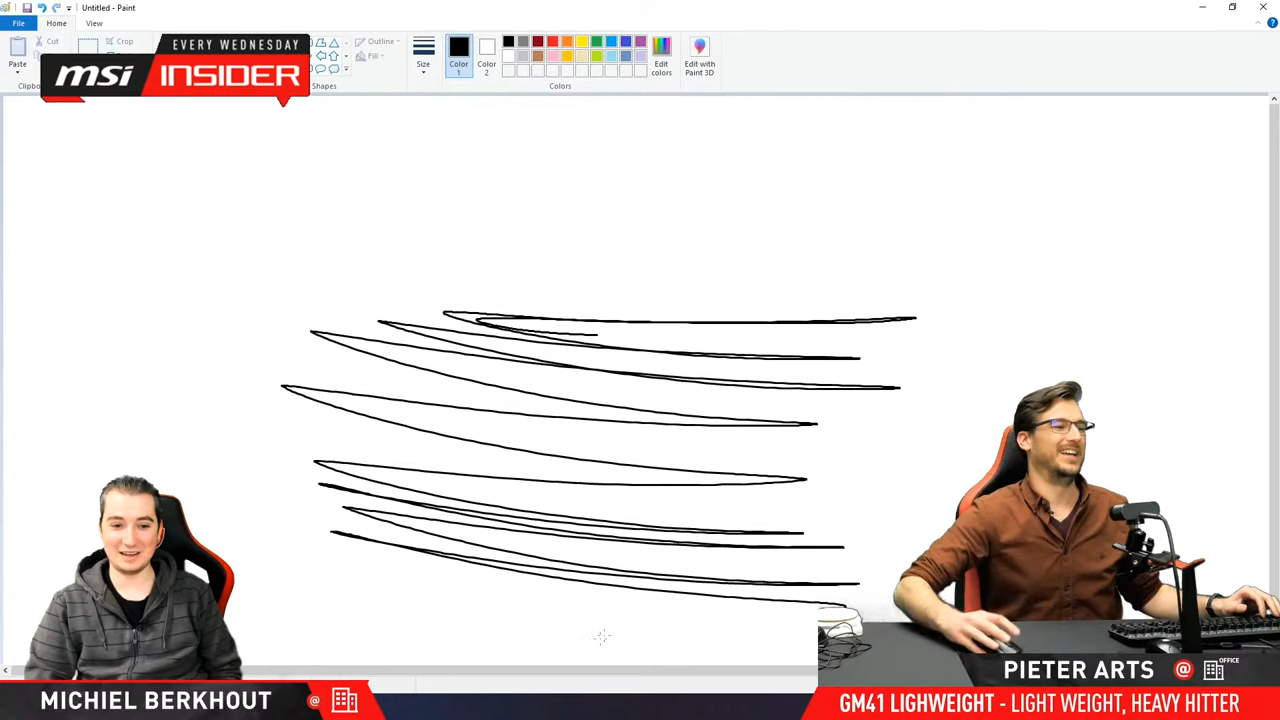 Untitled - Paint
File
Home
View
Cut
Crop
Paste
Outline
Fill
Size
Color 1
Color 2
Edit colors
Edit with Paint 3D
Shapes
Colors
EVERY WEDNESDAY
msi INSIDER
MICHIEL BERKHOUT @
PIETER ARTS @ OFFICE
GM41 LIGHWEIGHT - LIGHT WEIGHT, HEAVY HITTER